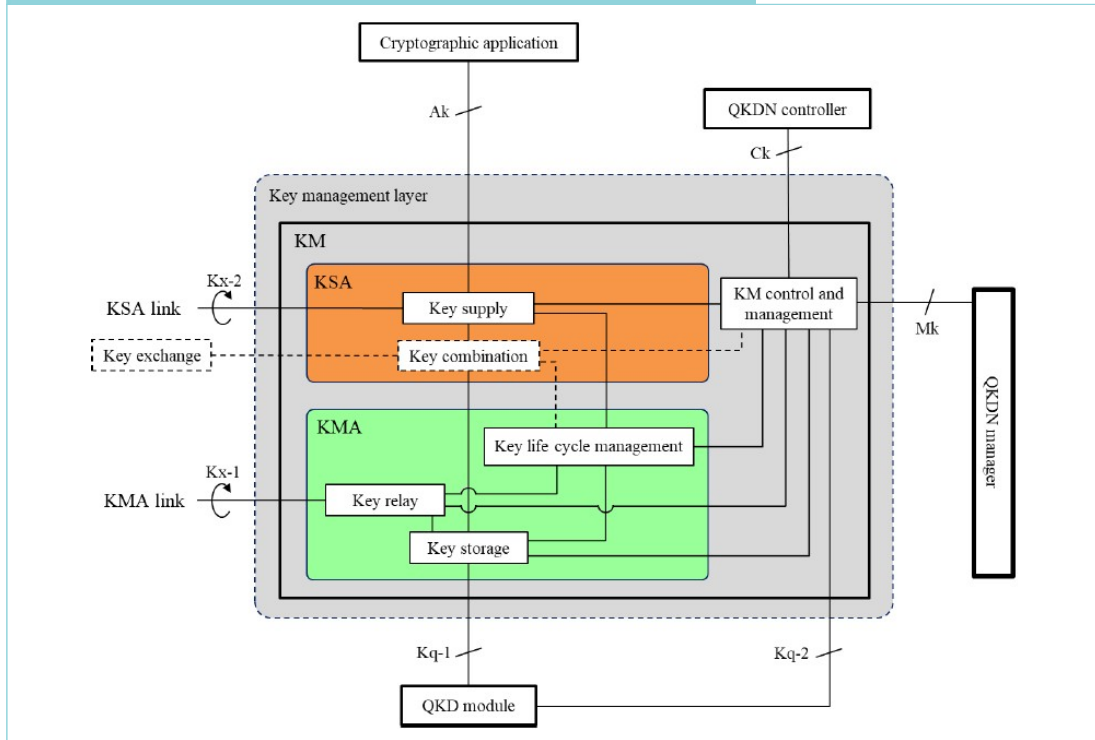 Cryptographic application
Ak
QKDN controller
Ck
Key management layer
KM
KSA
Kx-2
KSA link
Key supply
KM control and
management
Mk
Key exchange
Key combination
QKDN manager
KMA
Key life cycle management
Kx-1
KMA link
Key relay
Key storage
Kq-1
Kq-2
QKD module